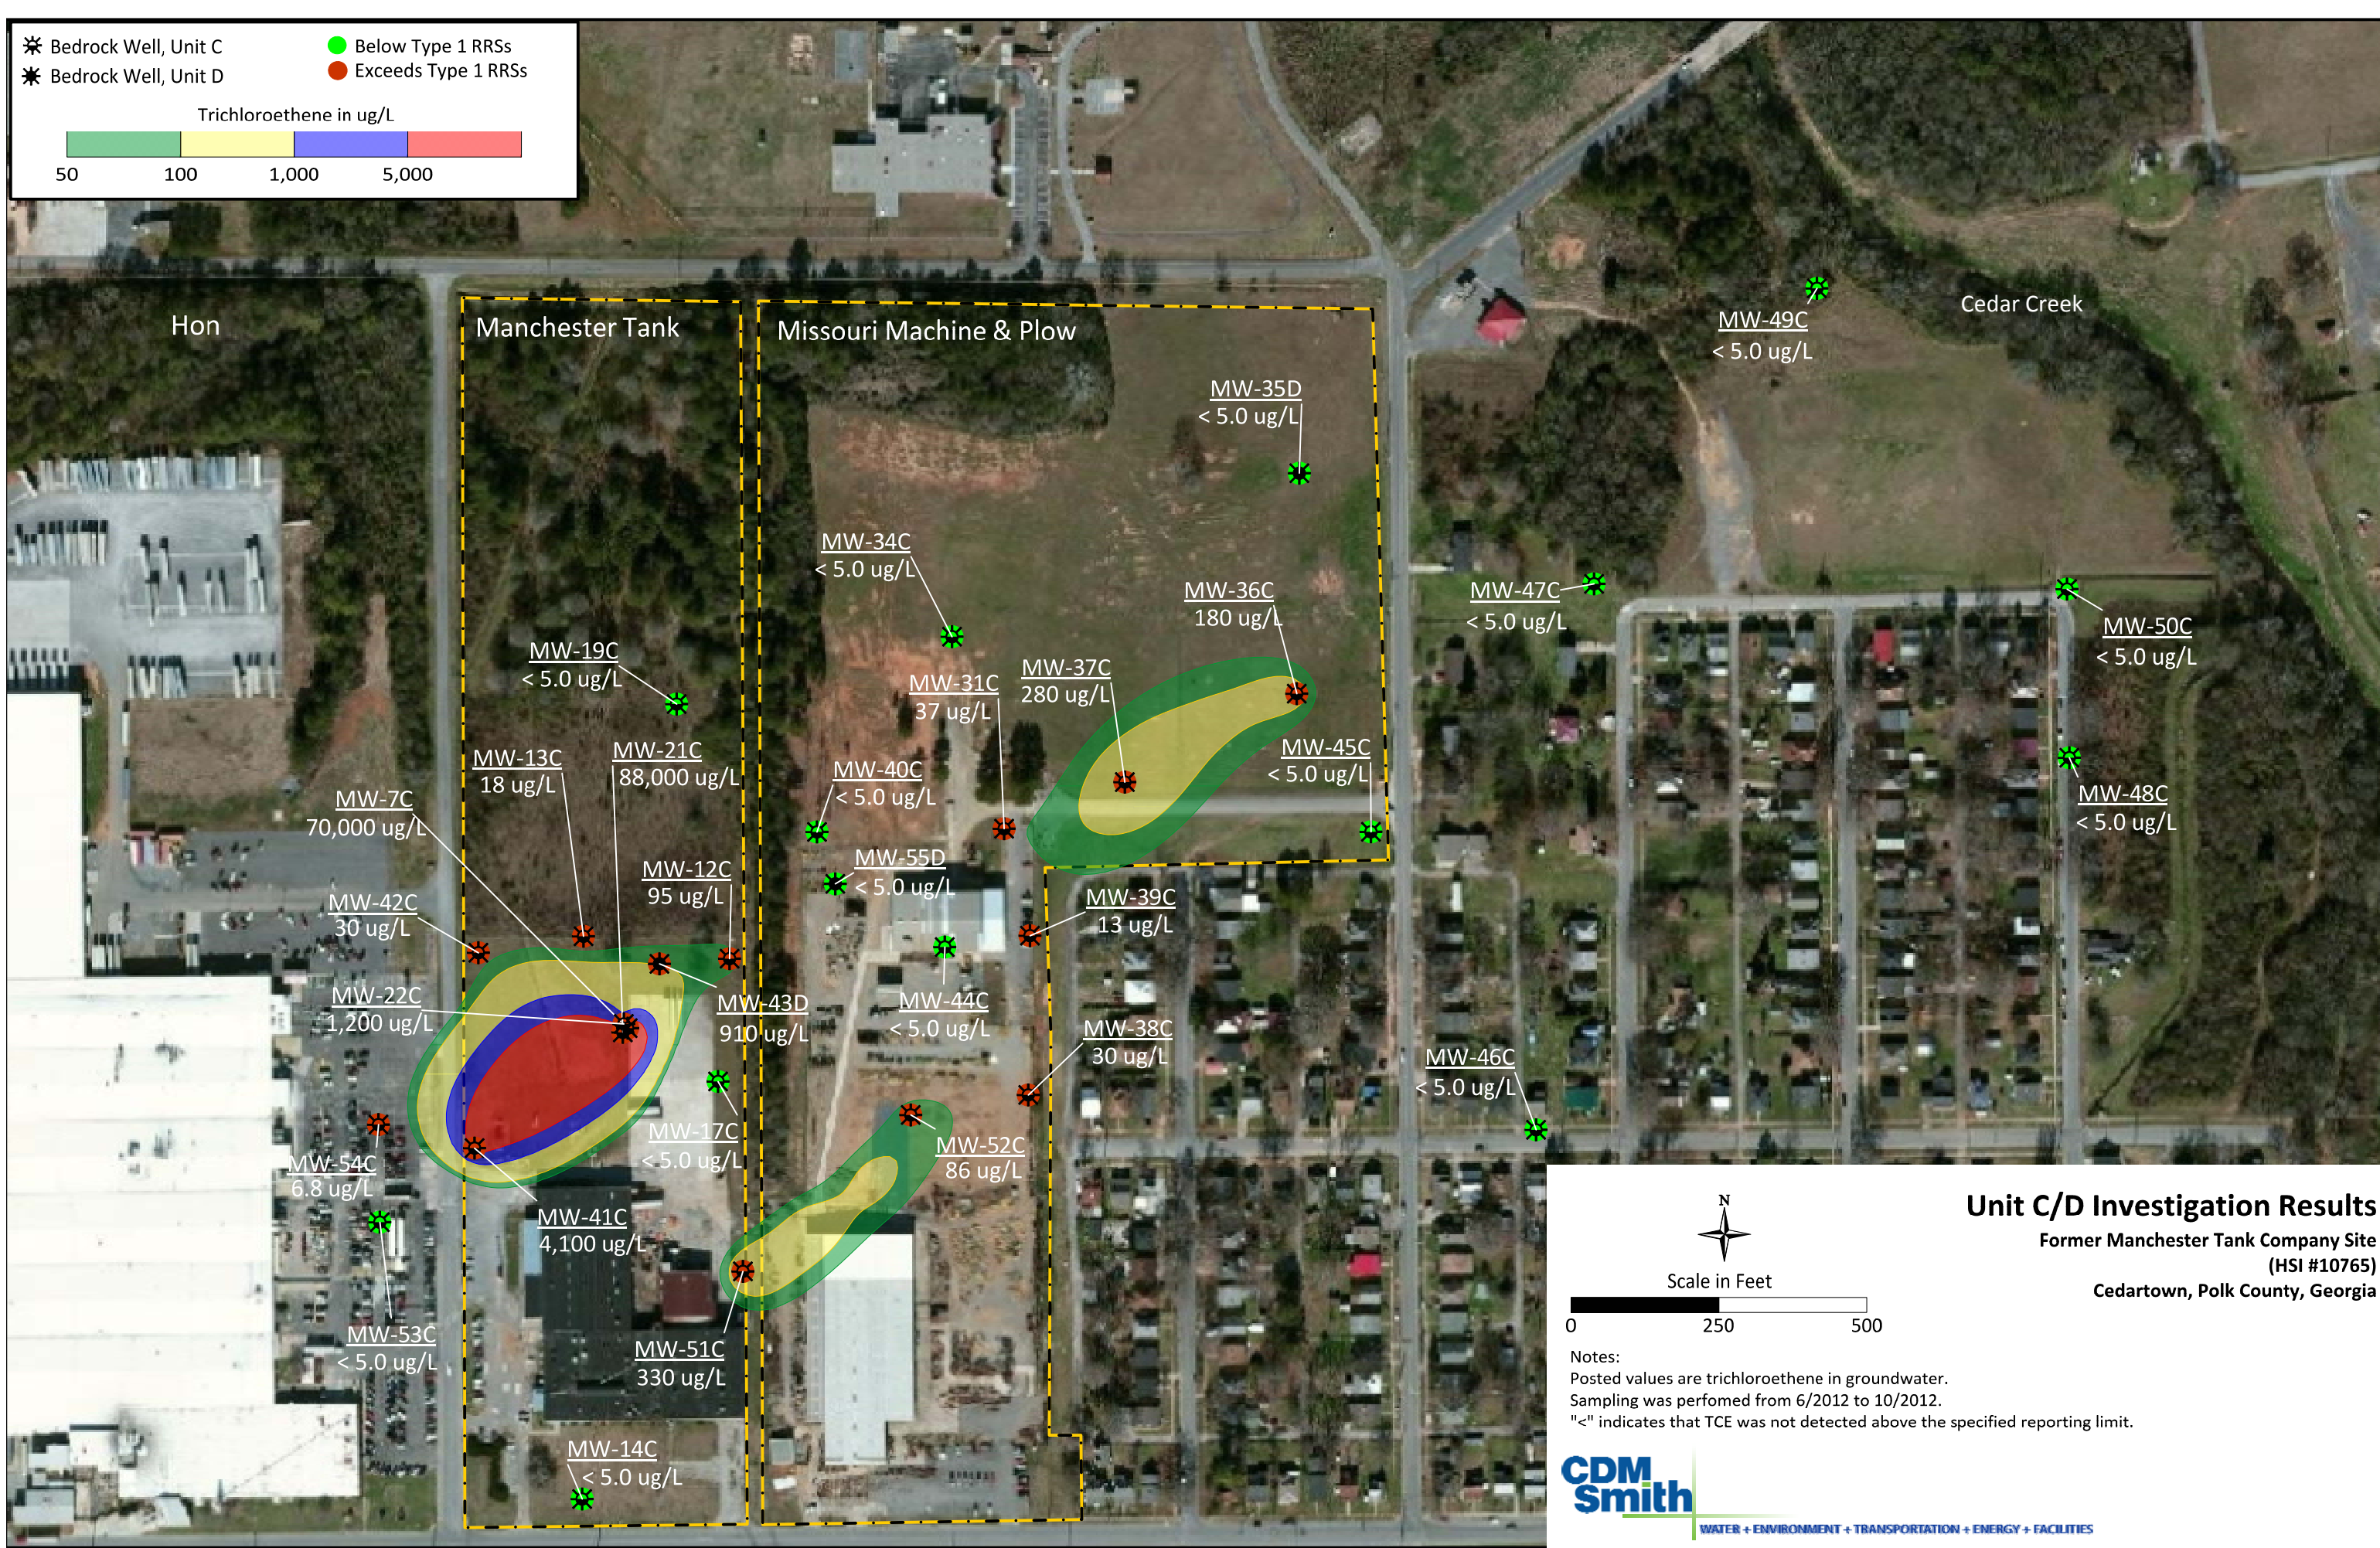 Bedrock Well, Unit C
Bedrock Well, Unit D
Below Type 1 RRSs
Exceeds Type 1 RRSs
Trichloroethene in ug/L
50 100 1,000 5,000
Hon
Manchester Tank
Missouri Machine & Plow
Cedar Creek
MW-49C
< 5.0 ug/L
MW-35D
< 5.0 ug/L
MW-34C
< 5.0 ug/L
MW-36C
180 ug/L
MW-47C
< 5.0 ug/L
MW-50C
< 5.0 ug/L
MW-19C
< 5.0 ug/L
MW-31C
37 ug/L
MW-37C
280 ug/L
MW-13C
18 ug/L
MW-21C
88,000 ug/L
MW-40C
< 5.0 ug/L
MW-45C
< 5.0 ug/L
MW-7C
70,000 ug/L
MW-48C
< 5.0 ug/L
MW-12C
95 ug/L
MW-55D
< 5.0 ug/L
MW-42C
30 ug/L
MW-39C
13 ug/L
MW-22C
1,200 ug/L
MW-43D
910 ug/L
MW-44C
< 5.0 ug/L
MW-38C
30 ug/L
MW-46C
< 5.0 ug/L
MW-17C
< 5.0 ug/L
MW-52C
86 ug/L
MW-54C
6.8 ug/L
MW-41C
4,100 ug/L
MW-53C
< 5.0 ug/L
MW-51C
330 ug/L
MW-14C
< 5.0 ug/L
N
Scale in Feet
0 250 500
Unit C/D Investigation Results
Former Manchester Tank Company Site
(HSI #10765)
Cedartown, Polk County, Georgia
Notes:
Posted values are trichloroethene in groundwater.
Sampling was perfomed from 6/2012 to 10/2012.
"<" indicates that TCE was not detected above the specified reporting limit.
CDM
Smith
WATER + ENVIRONMENT + TRANSPORTATION + ENERGY + FACILITIES